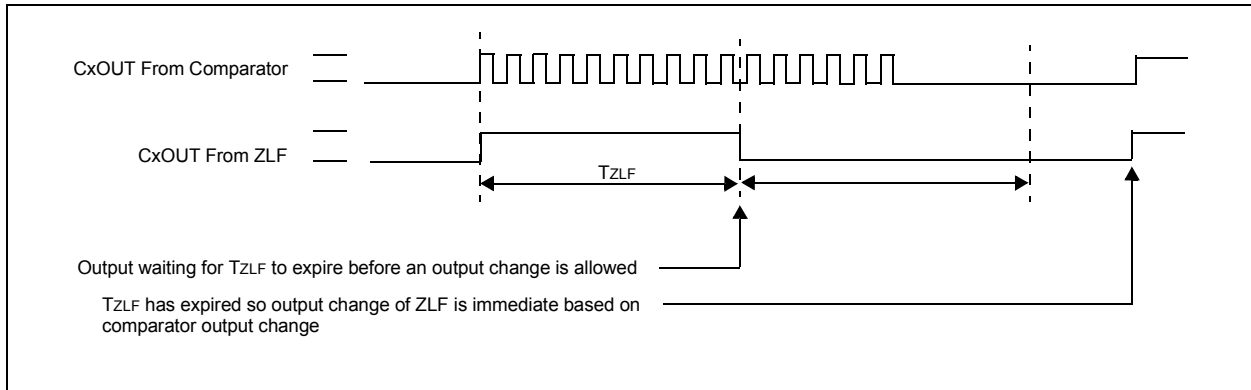 CxOUT From Comparator
CxOUT From ZLF
TZLF
Output waiting for TZLF to expire before an output change is allowed
TZLF has expired so output change of ZLF is immediate based on
comparator output change